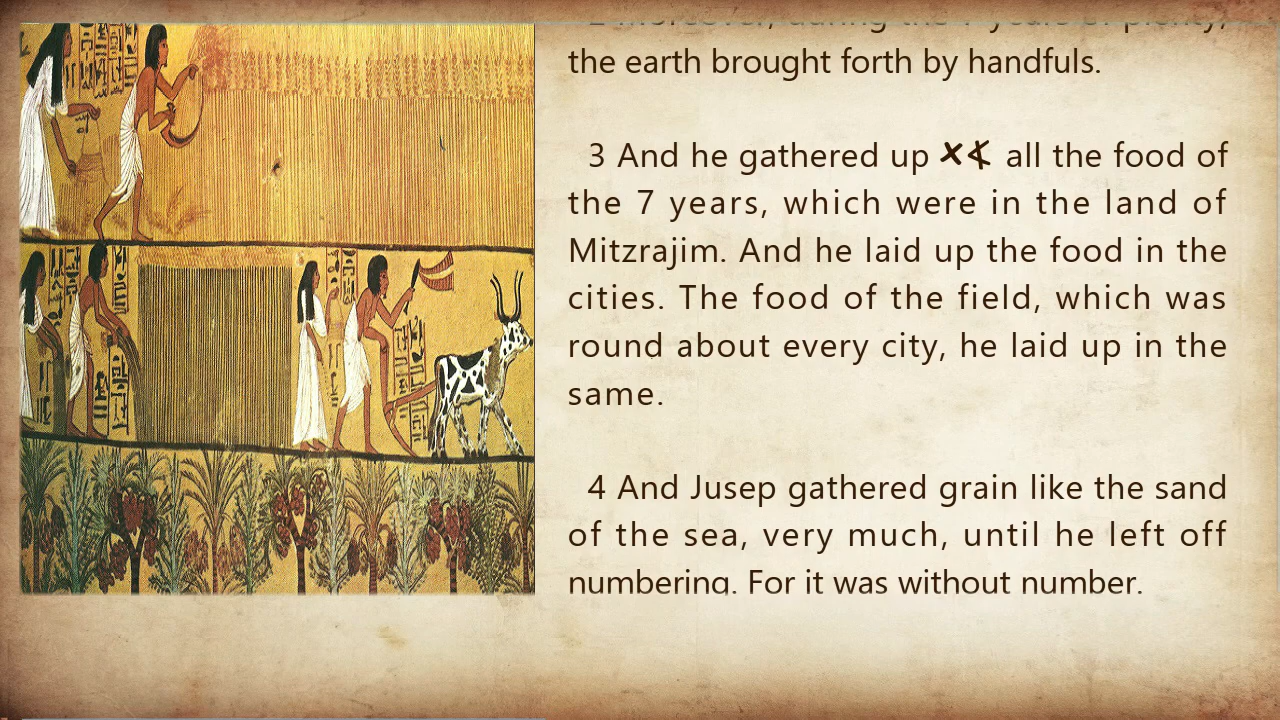 the earth brought forth by handfuls.
3 And he gathered up 𐤕𐤀 all the food of
the 7 years, which were in the land of
Mitzrajim. And he laid up the food in the
cities. The food of the field, which was
round about every city, he laid up in the
same.
4 And Jusep gathered grain like the sand
of the sea, very much, until he left off
numbering. For it was without number.